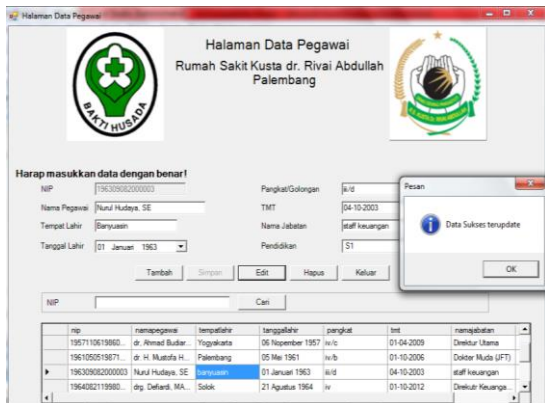 Halaman Data Pegawai
Halaman Data Pegawai
Rumah Sakit Kusta dr. Rivai Abdullah
Palembang
BAKTI HUSADA
Harap masukkan data dengan benar!
NIP 196309082000003 Pangkat/Golongan iii/d
Nama Pegawai Nurul Hudaya, SE TMT 04-10-2003
Tempat Lahir Banyuasin Nama Jabatan staff keuangan
Tanggal Lahir 01 Januari 1963 Pendidikan S1
Pesan
Data Sukses terupdate
OK
Tambah Simpan Edit Hapus Keluar
NIP Cari
nip namapegawai tempatlahir tanggallahir pangkat tmt namajabatan
1957110619860... dr. Ahmad Budiar... Yogyakarta 06 Nopember 1957 iv/c 01-04-2009 Direktur Utama
1961050519871... dr. H. Mustofa H... Palembang 05 Mei 1961 iv/b 01-10-2006 Dokter Muda (JFT)
196309082000003 Nurul Hudaya, SE banyuasin 01 Januari 1963 iii/d 04-10-2003 staff keuangan
1964082119980... drg. Defiardi, MA... Solok 21 Agustus 1964 iv 01-10-2012 Direkutr Keuanga...